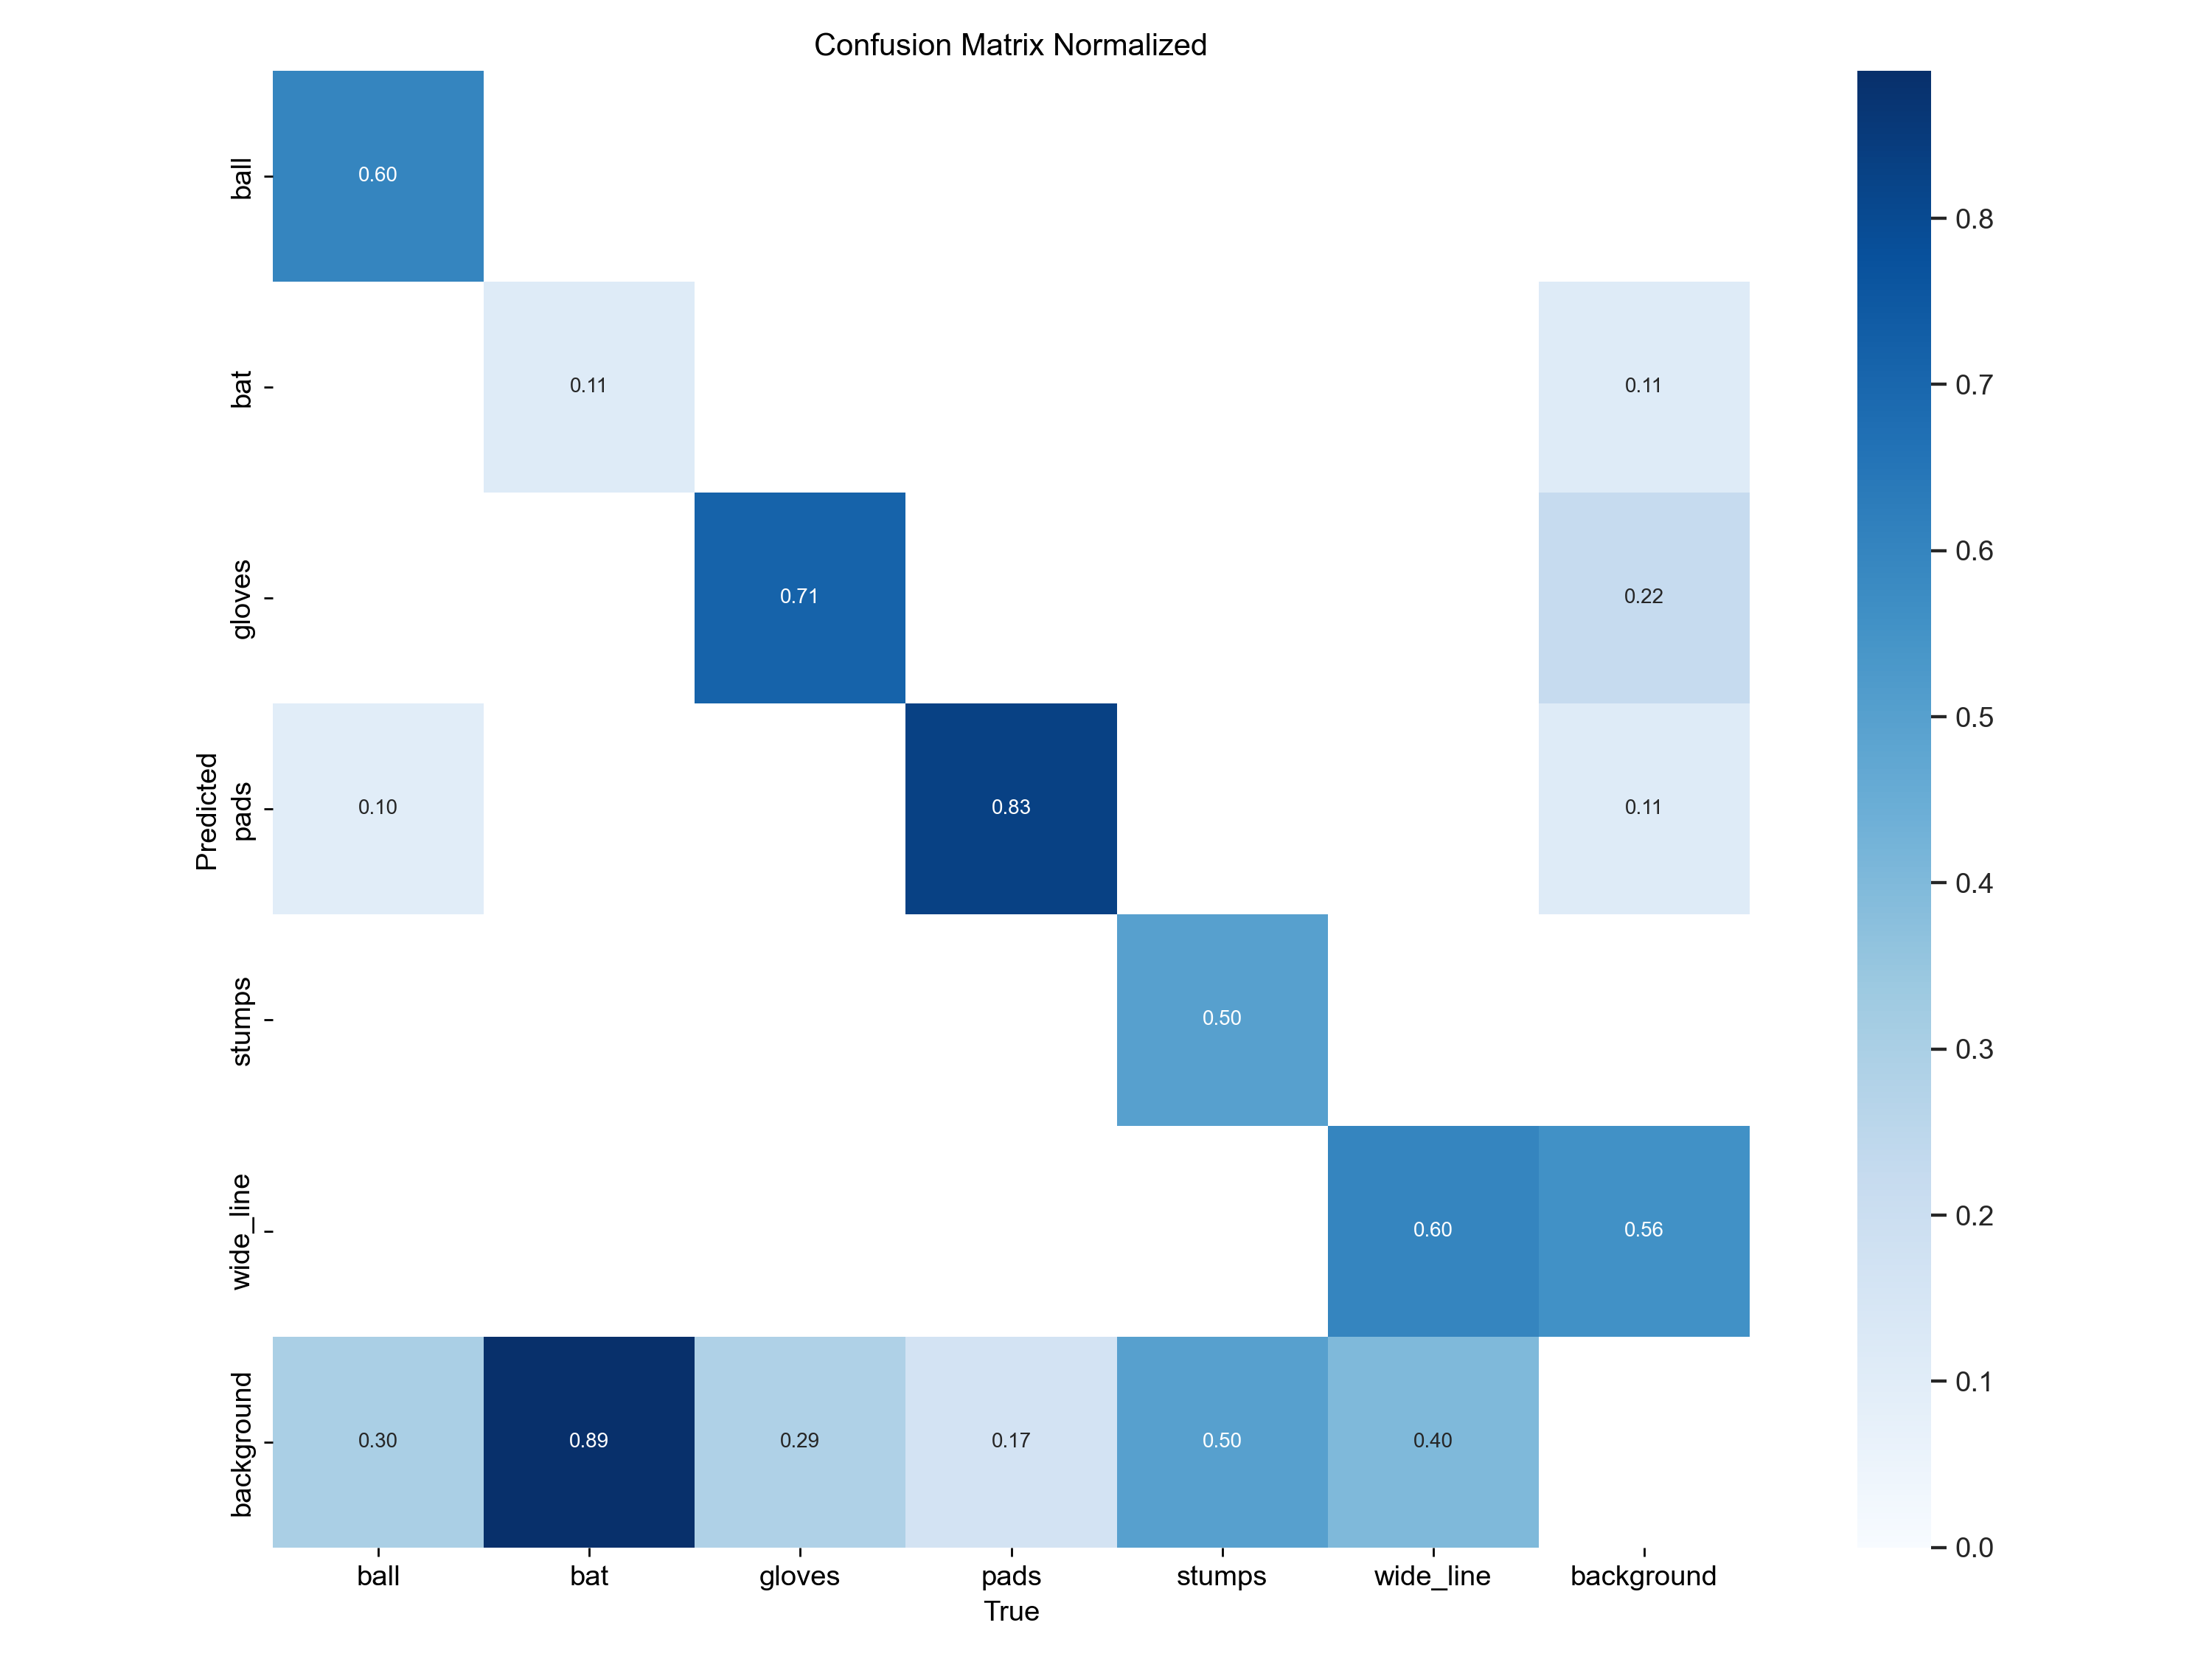 Confusion Matrix Normalized
ball
0.60
bat
0.11
0.11
gloves
0.71
0.22
Predicted
pads
0.10
0.83
0.11
stumps
0.50
wide_line
0.60
0.56
background
0.30
0.89
0.29
0.17
0.50
0.40
ball bat gloves pads stumps wide_line background
True
0.8
0.7
0.6
0.5
0.4
0.3
0.2
0.1
0.0